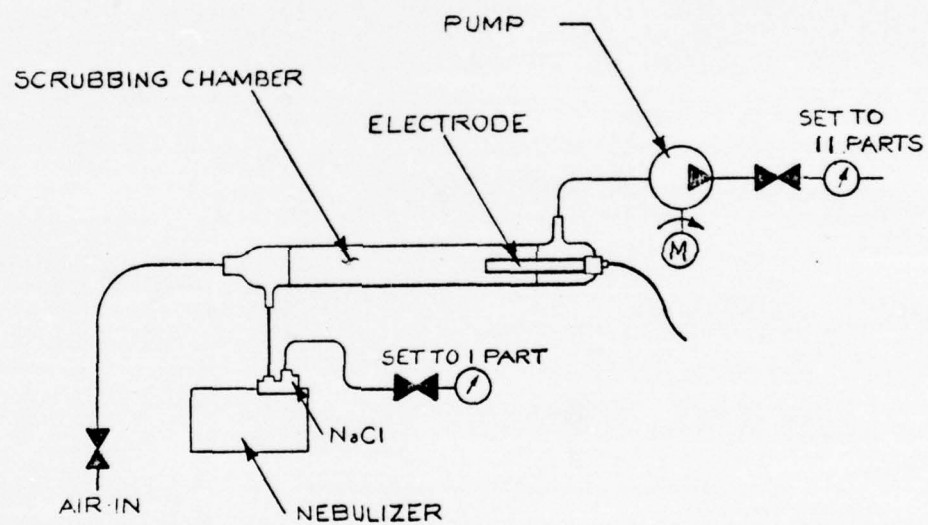 PUMP
SCRUBBING CHAMBER
ELECTRODE
SET TO
11 PARTS
M
SET TO 1 PART
NaCl
AIR-IN
NEBULIZER